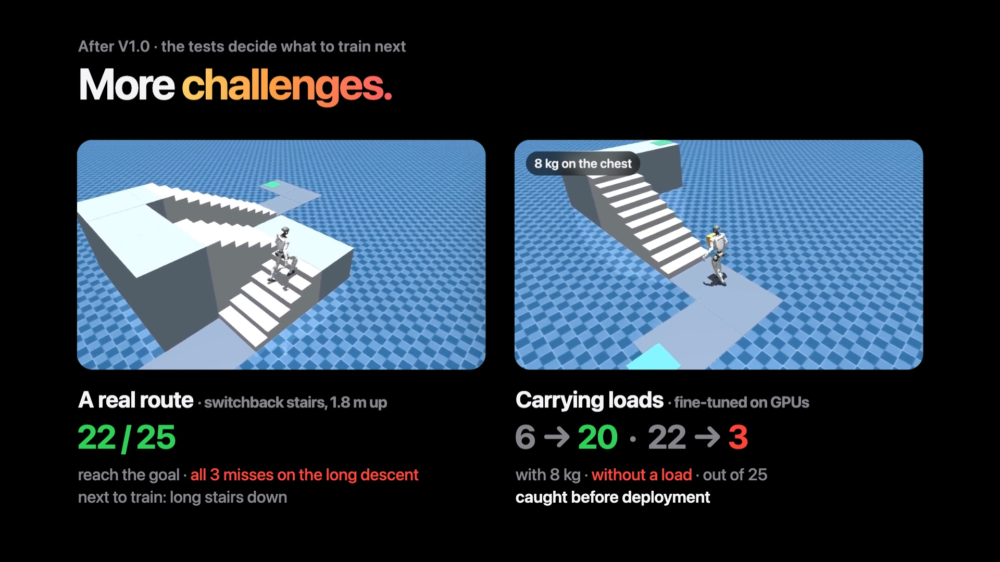 After V1.0 · the tests decide what to train next
More challenges.
8 kg on the chest
A real route · switchback stairs, 1.8 m up
22 / 25
reach the goal · all 3 misses on the long descent
next to train: long stairs down
Carrying loads · fine-tuned on GPUs
6 → 20 · 22 → 3
with 8 kg · without a load · out of 25
caught before deployment